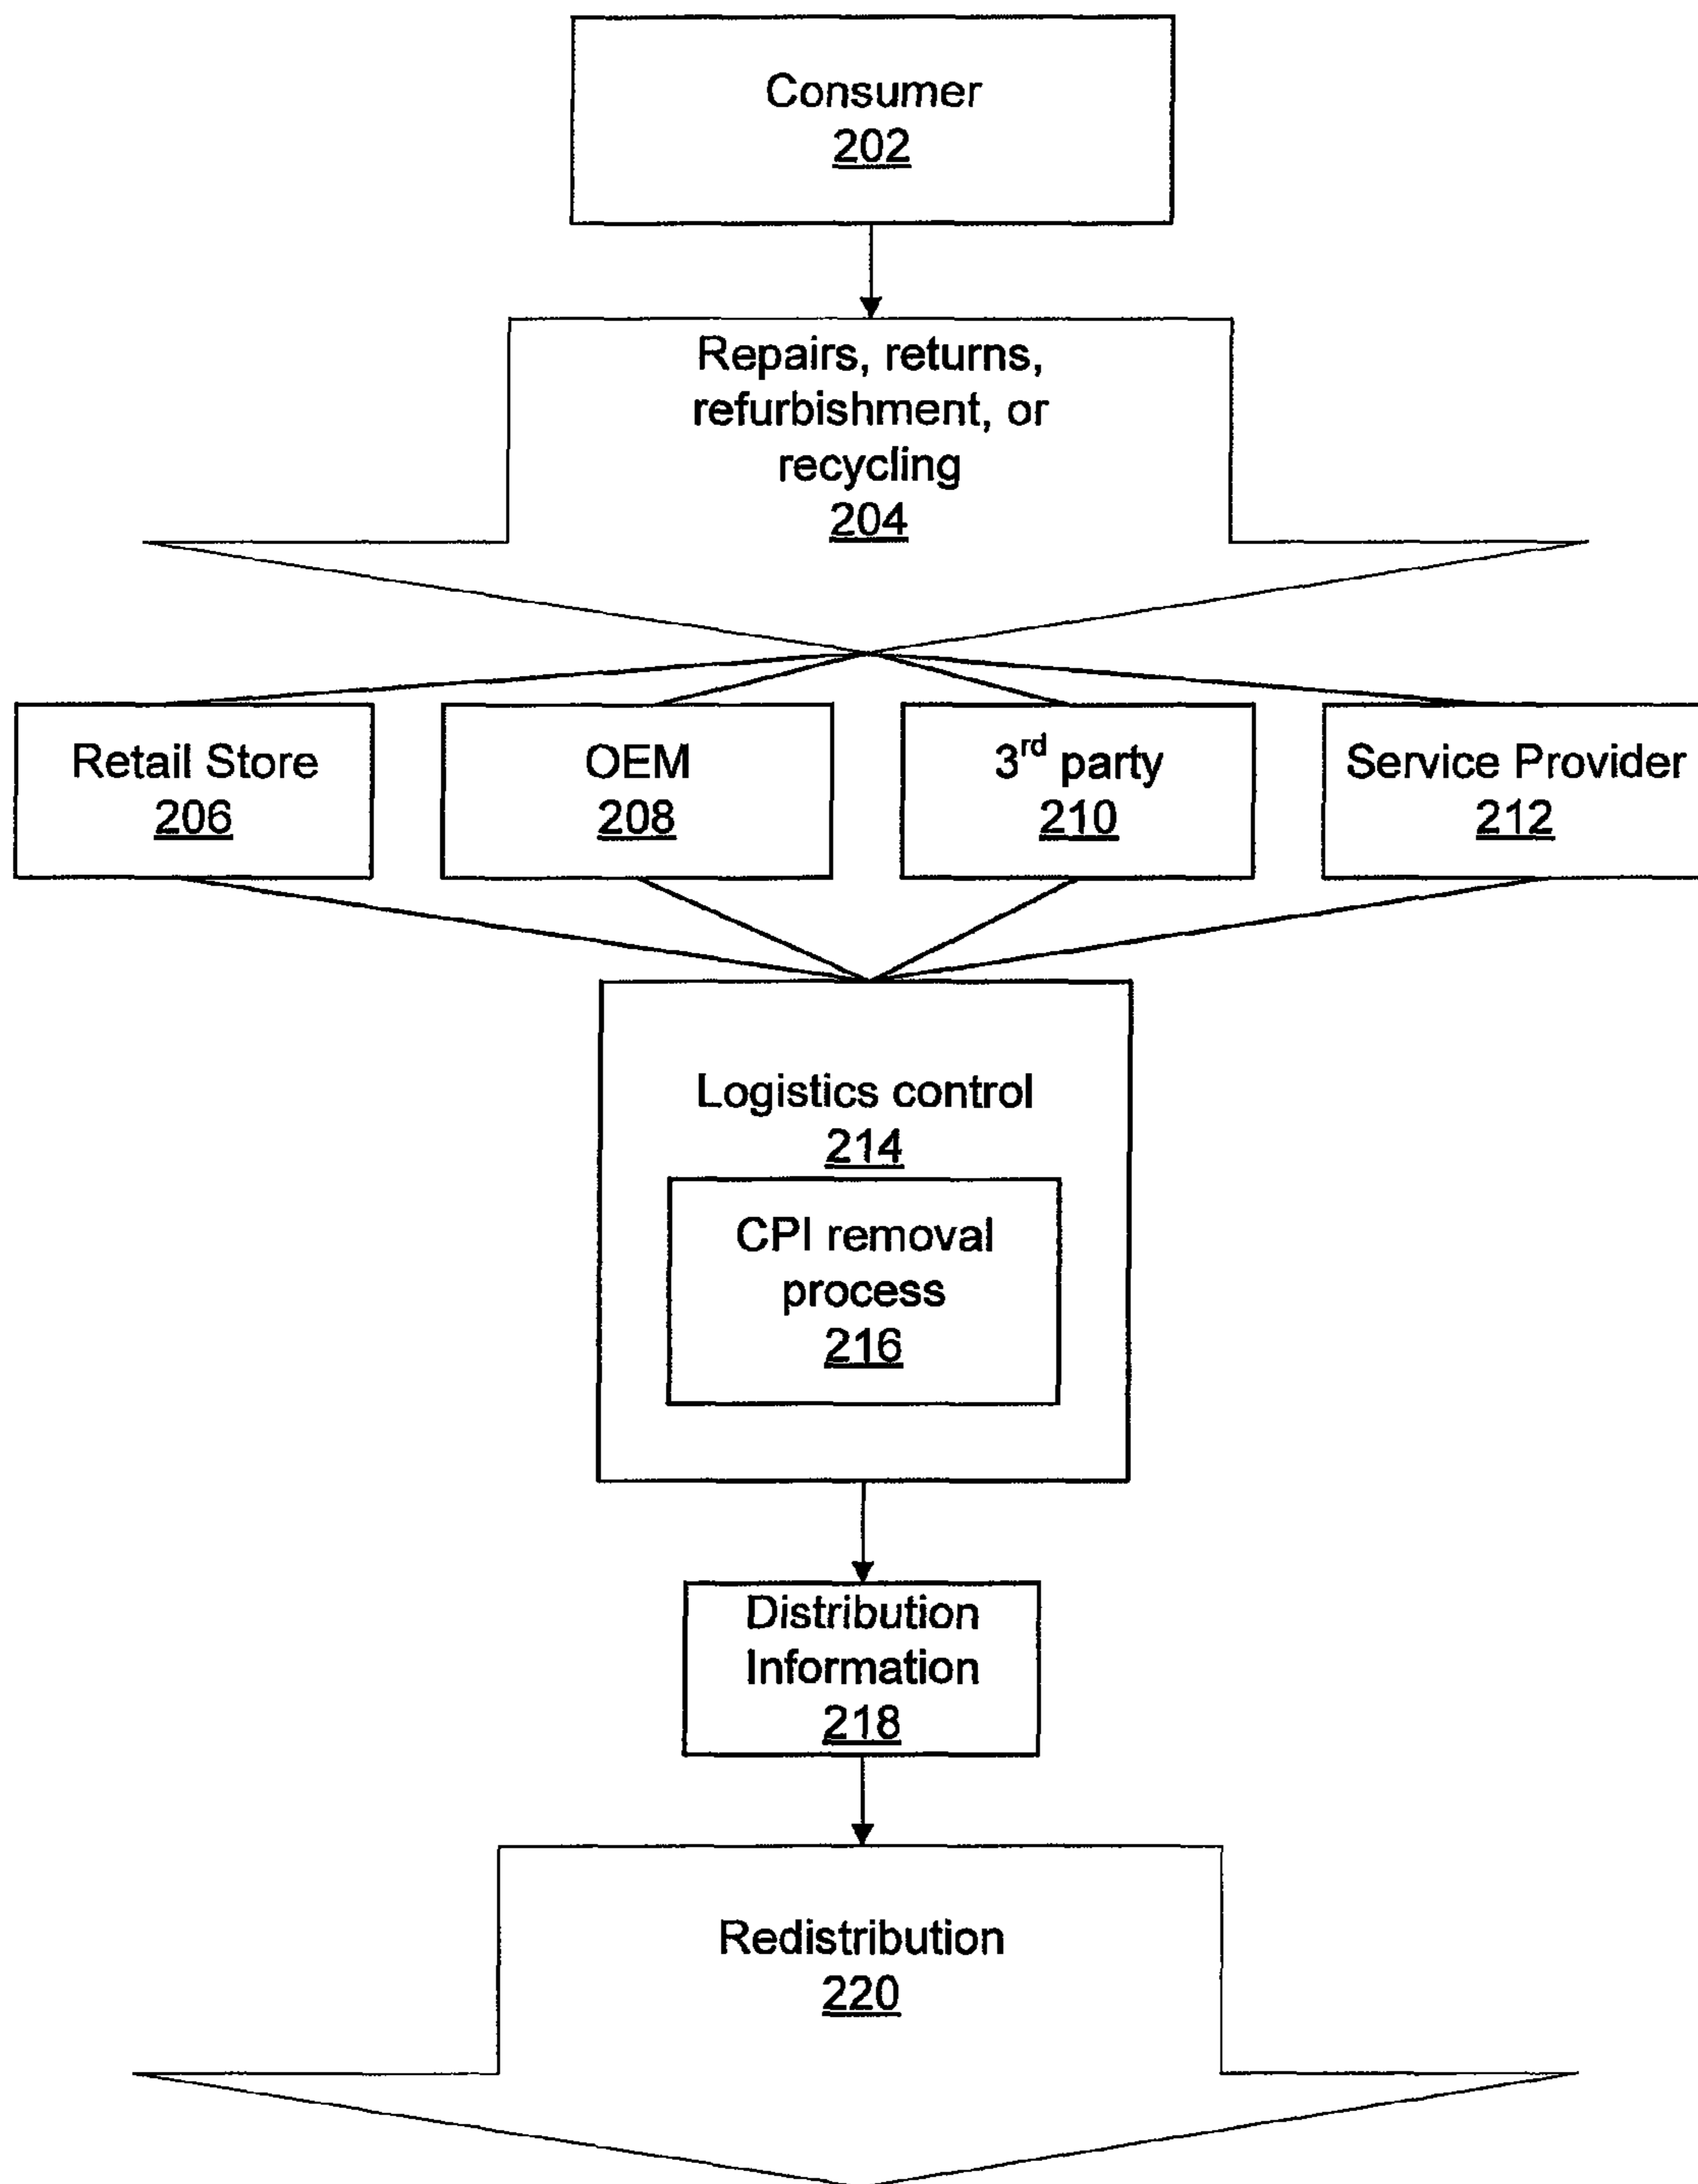 Consumer
202
Repairs, returns,
refurbishment, or
recycling
204
Retail Store
206
OEM
208
3rd party
210
Service Provider
212
Logistics control
214
CPI removal
process
216
Distribution
Information
218
Redistribution
220